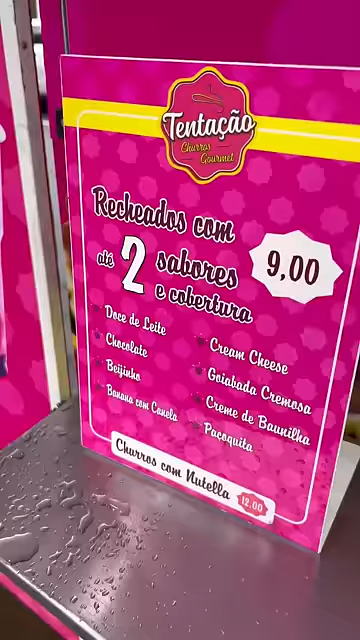 Tentação
Churros
Gourmet
Recheados com
até 2 sabores
e cobertura
9,00
Doce de Leite
Chocolate
Beijinho
Banana com Canela
Cream Cheese
Goiabada Cremosa
Creme de Baunilha
Paçoquita
Churros com Nutella 12,00